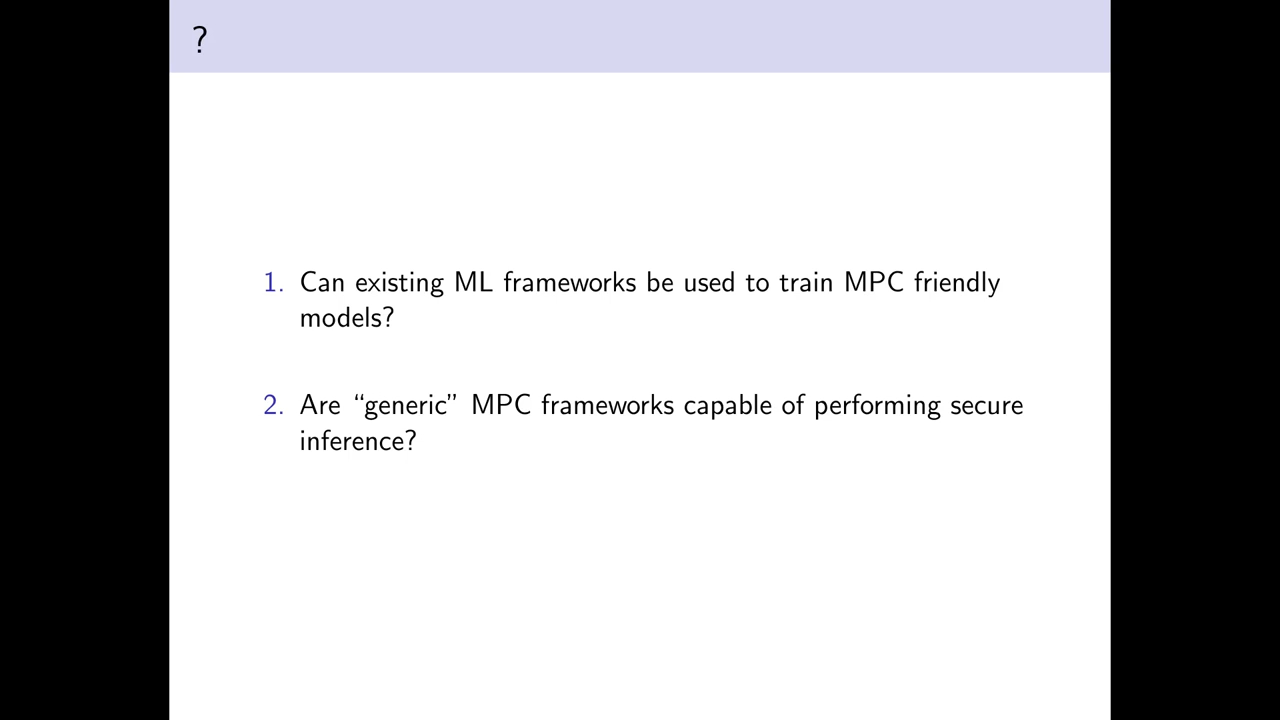 ?
1. Can existing ML frameworks be used to train MPC friendly
models?
2. Are “generic” MPC frameworks capable of performing secure
inference?